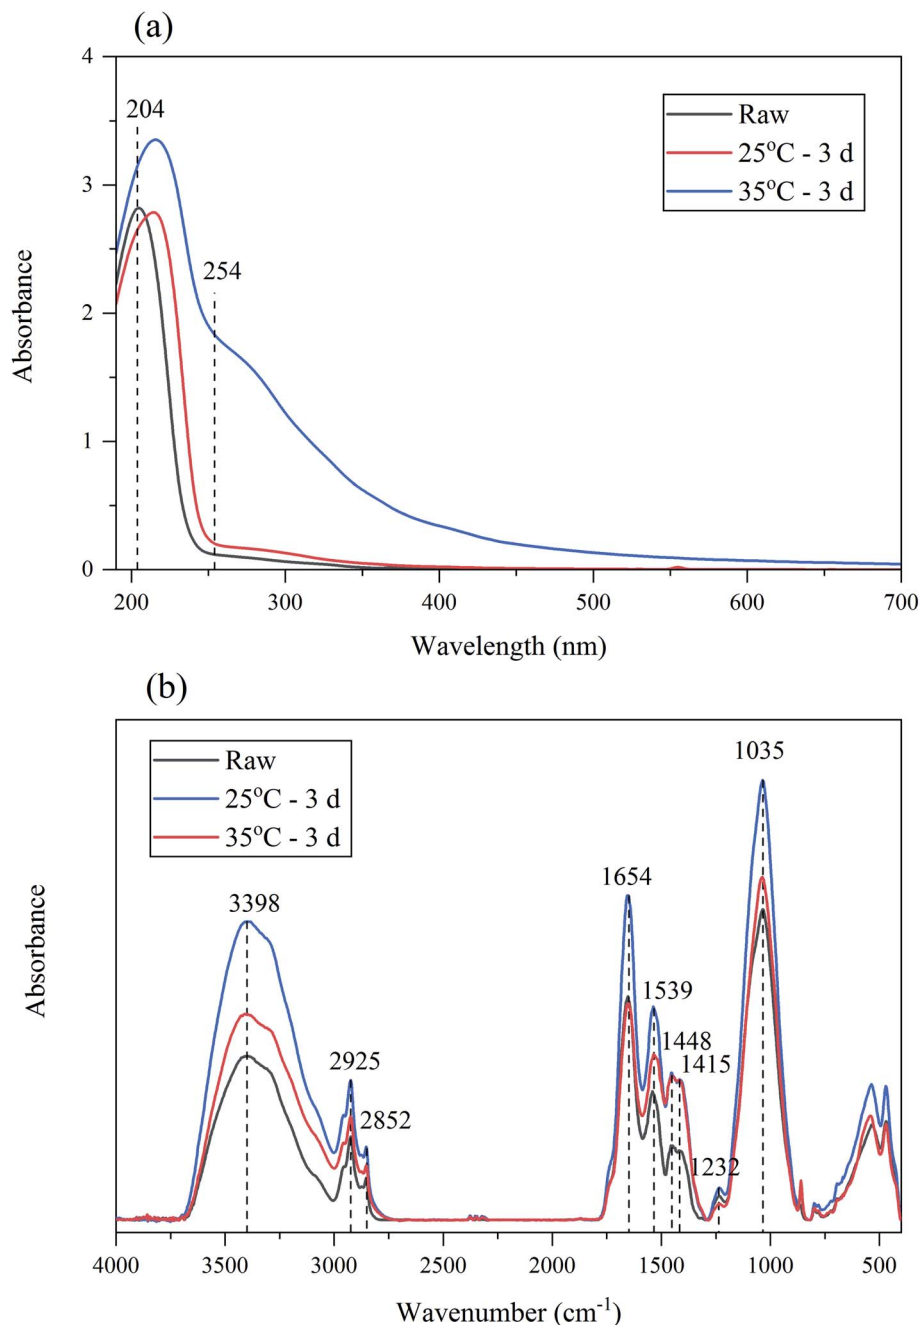 (a)
4
3
2
1
0
Absorbance
204
254
Raw
25°C - 3 d
35°C - 3 d
200 300 400 500 600 700
Wavelength (nm)
(b)
Raw
25°C - 3 d
35°C - 3 d
Absorbance
3398
2925
2852
1654
1539
1448
1415
1232
1035
4000 3500 3000 2500 2000 1500 1000 500
Wavenumber (cm⁻¹)